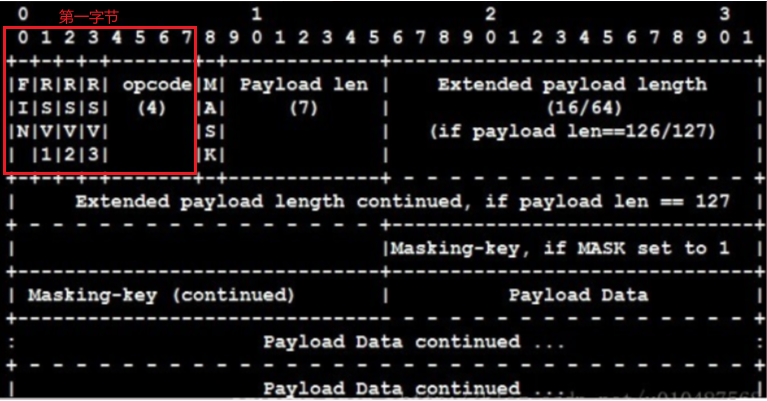 0 第一字节 1 2 3
0 1 2 3 4 5 6 7 8 9 0 1 2 3 4 5 6 7 8 9 0 1 2 3 4 5 6 7 8 9 0 1
+-+-+-+-+-------+-+-------------+-------------------------------+
|F|R|R|R| opcode|M| Payload len | Extended payload length
|I|S|S|S| (4) |A| (7) | (16/64)
|N|V|V|V| |S| | (if payload len==126/127)
| |1|2|3| |K| |
+-+-+-+-+-------+-+-------------+ - - - - - - - - - - - - - - - +
| Extended payload length continued, if payload len == 127
+ - - - - - - - - - - - - - - - +-------------------------------+
| |Masking-key, if MASK set to 1
+-------------------------------+-------------------------------+
| Masking-key (continued) | Payload Data
+-------------------------------- - - - - - - - - - - - - - - - +
: Payload Data continued ... :
+ - - - - - - - - - - - - - - - - - - - - - - - - - - - - - - - +
| Payload Data continued ... |